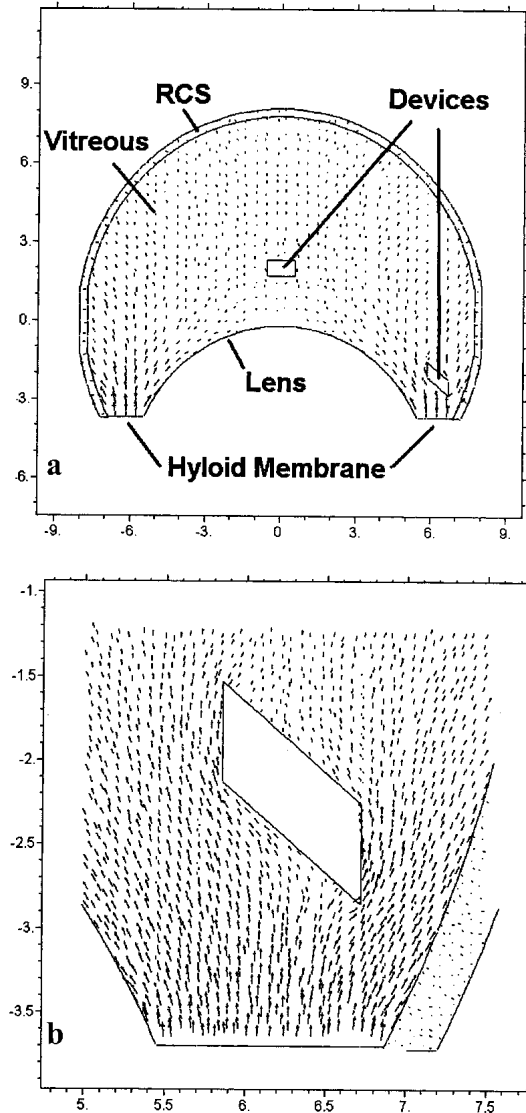 9.
RCS
Devices
Vitreous
6.
3.
0.
Lens
-3.
a
Hyloid Membrane
-6.
-9. -6. -3. 0. 3. 6. 9.
-1.
-1.5
-2.
-2.5
-3.
-3.5
b
5. 5.5 6. 6.5 7. 7.5